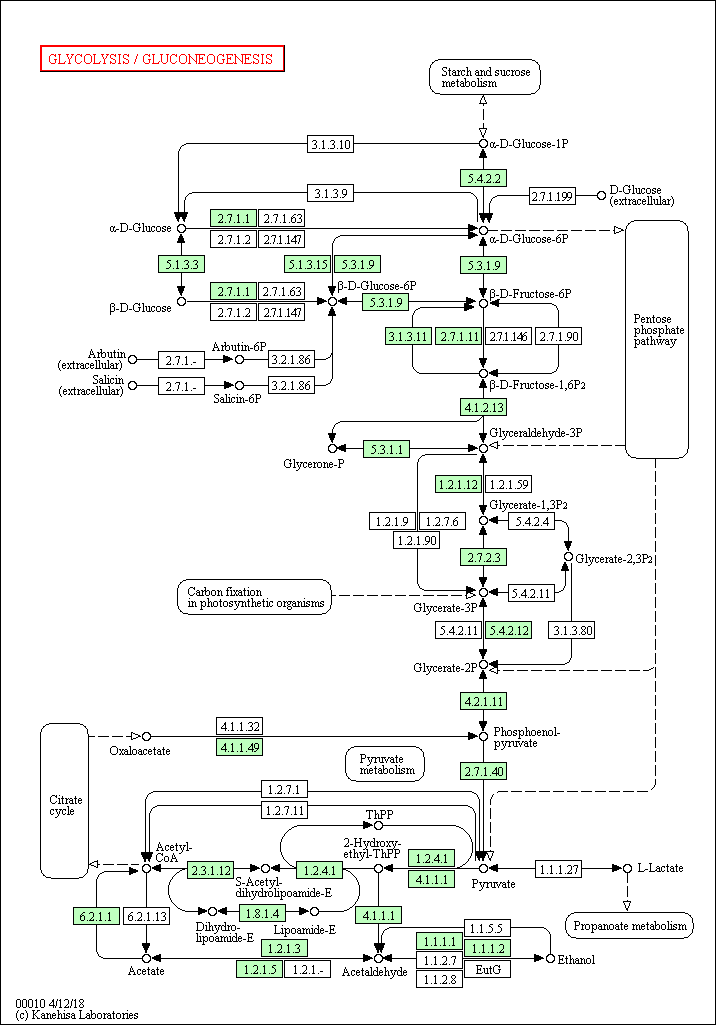 GLYCOLYSIS / GLUCONEOGENESIS
Starch and sucrose
metabolism
3.1.3.10
α-D-Glucose-1P
5.4.2.2
3.1.3.9
2.7.1.199
D-Glucose
(extracellular)
α-D-Glucose
2.7.1.1
2.7.1.63
2.7.1.2
2.7.1.147
α-D-Glucose-6P
5.1.3.3
5.1.3.15
5.3.1.9
5.3.1.9
β-D-Glucose
2.7.1.1
2.7.1.63
2.7.1.2
2.7.1.147
β-D-Glucose-6P
5.3.1.9
β-D-Fructose-6P
Pentose
phosphate
pathway
3.1.3.11
2.7.1.11
2.7.1.146
2.7.1.90
Arbutin
(extracellular)
2.7.1.-
Arbutin-6P
3.2.1.86
Salicin
(extracellular)
2.7.1.-
Salicin-6P
3.2.1.86
β-D-Fructose-1,6P2
4.1.2.13
Glyceraldehyde-3P
5.3.1.1
Glycerone-P
1.2.1.12
1.2.1.59
Glycerate-1,3P2
1.2.1.9
1.2.7.6
1.2.1.90
5.4.2.4
2.7.2.3
Glycerate-2,3P2
Carbon fixation
in photosynthetic organisms
5.4.2.11
Glycerate-3P
5.4.2.11
5.4.2.12
3.1.3.80
Glycerate-2P
4.2.1.11
4.1.1.32
Oxaloacetate
4.1.1.49
Phosphoenol-
pyruvate
Pyruvate
metabolism
2.7.1.40
Citrate
cycle
1.2.7.1
1.2.7.11
ThPP
Acetyl-
CoA
2-Hydroxy-
ethyl-ThPP
2.3.1.12
S-Acetyl-
dihydrolipoamide-E
1.2.4.1
1.2.4.1
4.1.1.1
Pyruvate
1.1.1.27
L-Lactate
6.2.1.1
6.2.1.13
1.8.1.4
Dihydro-
lipoamide-E
Lipoamide-E
4.1.1.1
Propanoate metabolism
1.1.5.5
1.2.1.3
1.1.1.1
1.1.1.2
Acetate
1.2.1.5
1.2.1.-
Acetaldehyde
1.1.2.7
1.1.2.8
EutG
Ethanol
00010 4/12/18
(c) Kanehisa Laboratories